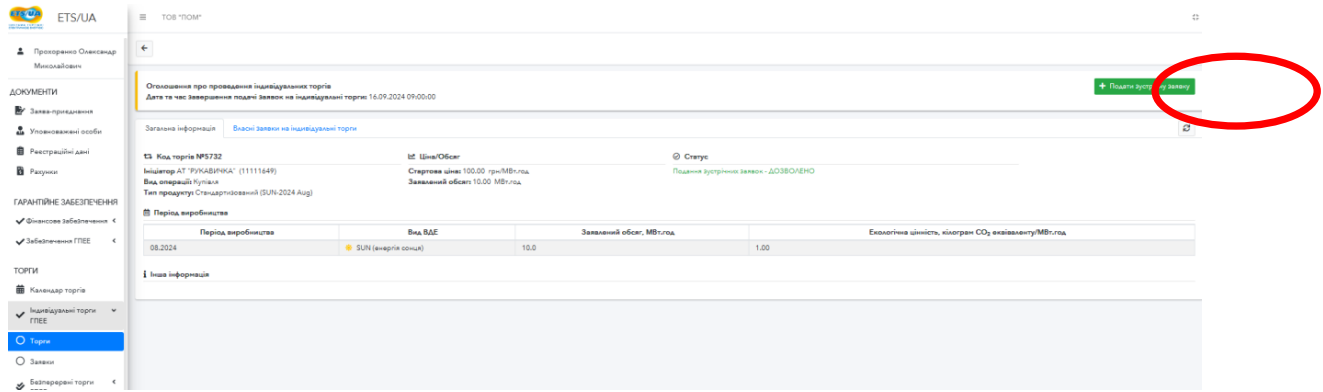 ETS/UA
ETS/UA
ТОВ "ЛОМ"
Прохоренко Олександр
Миколайович
ДОКУМЕНТИ
Заява-приєднання
Уповноважені особи
Реєстраційні дані
Рахунки
ГАРАНТІЙНЕ ЗАБЕЗПЕЧЕННЯ
Фінансове забезпечення
Забезпечення ГПЕЕ
ТОРГИ
Календар торгів
Індивідуальні торги
ГПЕЕ
Торги
Заявки
Безперервні торги
Оголошення про проведення індивідуальних торгів
Дата та час завершення подачі заявок на індивідуальні торги: 16.09.2024 09:00:00
+ Подати зустрічну заявку
Загальна інформація
Власні заявки на індивідуальні торги
Код торгів №5732
Ініціатор АТ "РУКАВИЧКА" (11111649)
Вид операції: Купівля
Тип продукту: Стандартизований (SUN-2024 Aug)
Ціна/Обсяг
Стартова ціна: 100.00 грн/МВт.год
Заявлений обсяг: 10.00 МВт.год
Статус
Подання зустрічних заявок - ДОЗВОЛЕНО
Період виробництва
Період виробництва Вид ВДЕ Заявлений обсяг, МВт.год Екологічна цінність, кілограм CO₂ еквіваленту/МВт.год
08.2024 SUN (енергія сонця) 10.0 1.00
Інша інформація